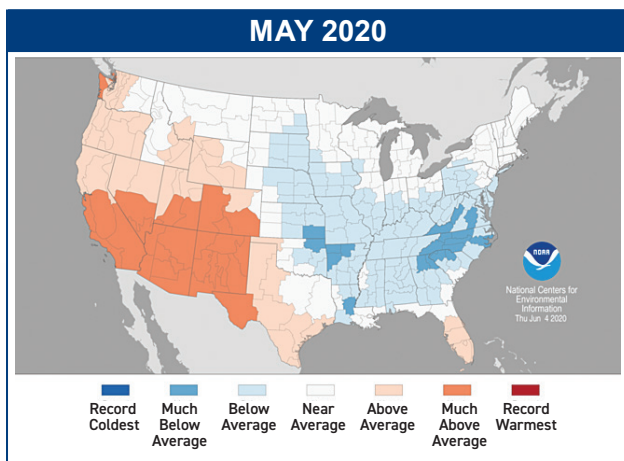 MAY 2020
NOAA
National Centers for
Environmental
Information
Thu Jun 4 2020
Record
Coldest
Much
Below
Average
Below
Average
Near
Average
Above
Average
Much
Above
Average
Record
Warmest